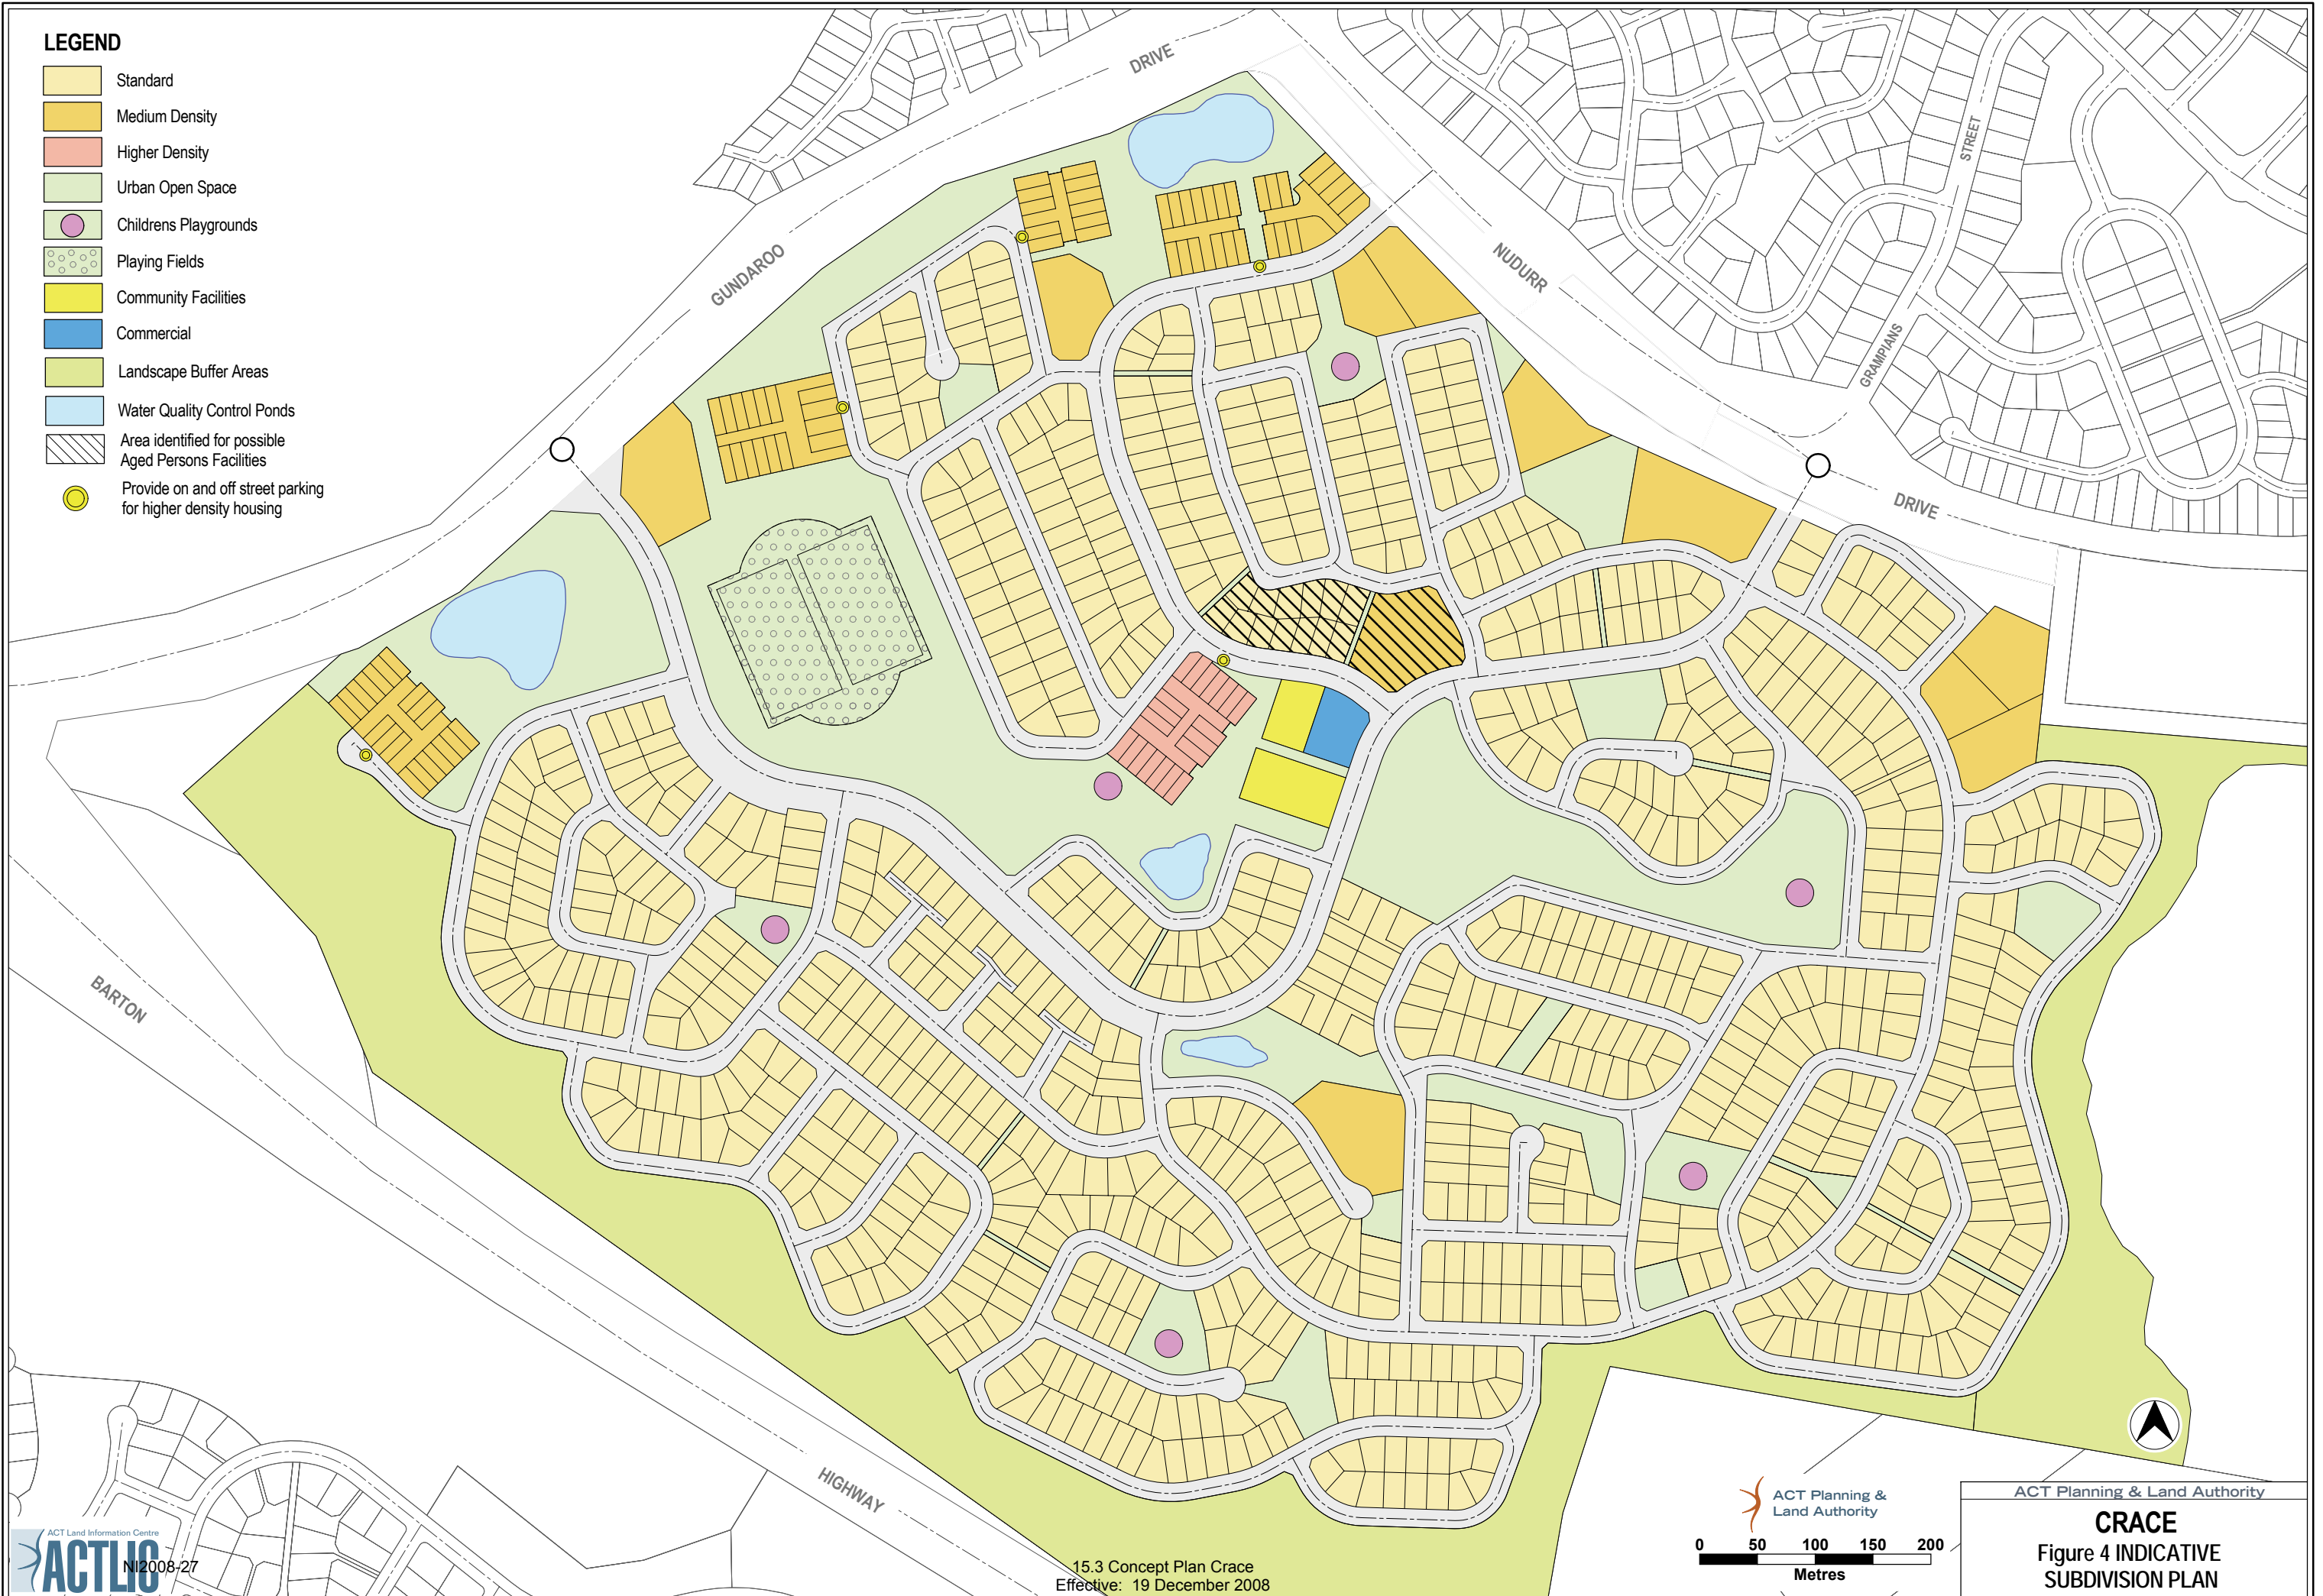 LEGEND
Standard
Medium Density
Higher Density
Urban Open Space
Childrens Playgrounds
Playing Fields
Community Facilities
Commercial
Landscape Buffer Areas
Water Quality Control Ponds
Area identified for possible
Aged Persons Facilities
Provide on and off street parking
for higher density housing
GUNDAROO
DRIVE
NUDURR
DRIVE
GRAMPIANS
STREET
BARTON
HIGHWAY
ACT Land Information Centre
ACTLIC
NI2008-27
15.3 Concept Plan Crace
Effective: 19 December 2008
ACT Planning &
Land Authority
0 50 100 150 200
Metres
ACT Planning & Land Authority
CRACE
Figure 4 INDICATIVE
SUBDIVISION PLAN